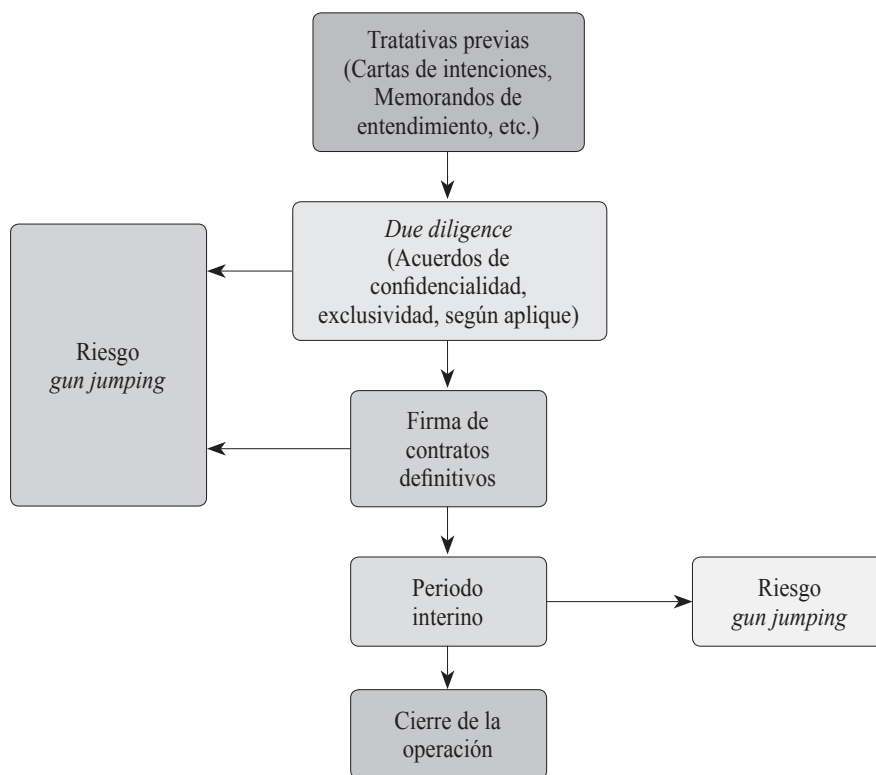 Tratativas previas
(Cartas de intenciones,
Memorandos de
entendimiento, etc.)
Due diligence
(Acuerdos de
confidencialidad,
exclusividad, según aplique)
Riesgo
gun jumping
Firma de
contratos
definitivos
Periodo
interino
Riesgo
gun jumping
Cierre de la
operación